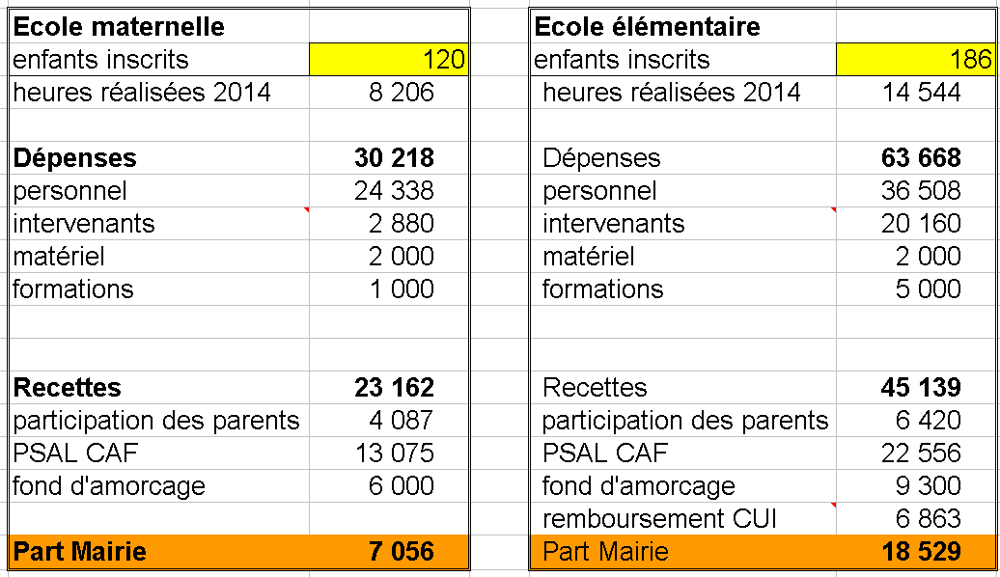 Ecole maternelle
enfants inscrits 120
heures réalisées 2014 8 206
Dépenses 30 218
personnel 24 338
intervenants 2 880
matériel 2 000
formations 1 000
Recettes 23 162
participation des parents 4 087
PSAL CAF 13 075
fond d'amorcage 6 000
Part Mairie 7 056
Ecole élémentaire
enfants inscrits 186
heures réalisées 2014 14 544
Dépenses 63 668
personnel 36 508
intervenants 20 160
matériel 2 000
formations 5 000
Recettes 45 139
participation des parents 6 420
PSAL CAF 22 556
fond d'amorcage 9 300
remboursement CUI 6 863
Part Mairie 18 529